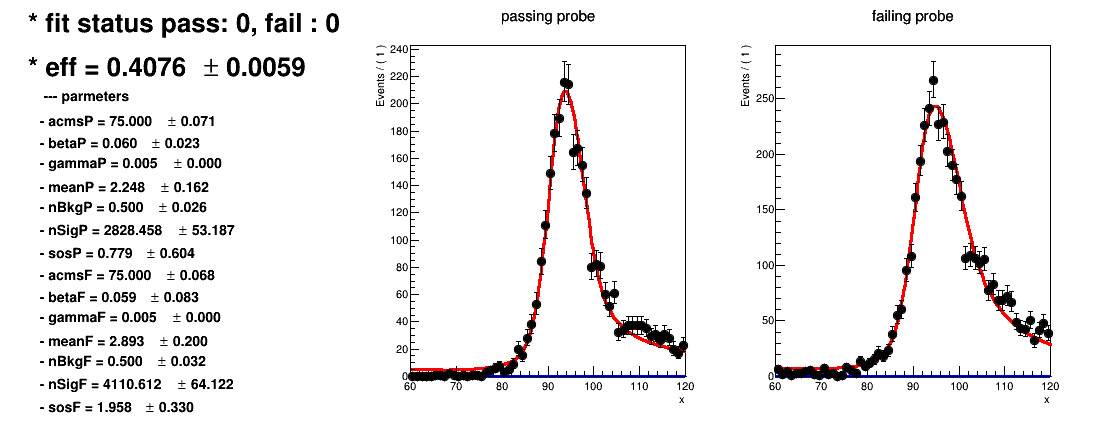 * fit status pass: 0, fail : 0
* eff = 0.4076 ± 0.0059
--- parmeters
- acmsP = 75.000 ± 0.071
- betaP = 0.060 ± 0.023
- gammaP = 0.005 ± 0.000
- meanP = 2.248 ± 0.162
- nBkgP = 0.500 ± 0.026
- nSigP = 2828.458 ± 53.187
- sosP = 0.779 ± 0.604
- acmsF = 75.000 ± 0.068
- betaF = 0.059 ± 0.083
- gammaF = 0.005 ± 0.000
- meanF = 2.893 ± 0.200
- nBkgF = 0.500 ± 0.032
- nSigF = 4110.612 ± 64.122
- sosF = 1.958 ± 0.330
passing probe
Events / ( 1 )
240
220
200
180
160
140
120
100
80
60
40
20
0
60 70 80 90 100 110 120
x
failing probe
Events / ( 1 )
250
200
150
100
50
0
60 70 80 90 100 110 120
x